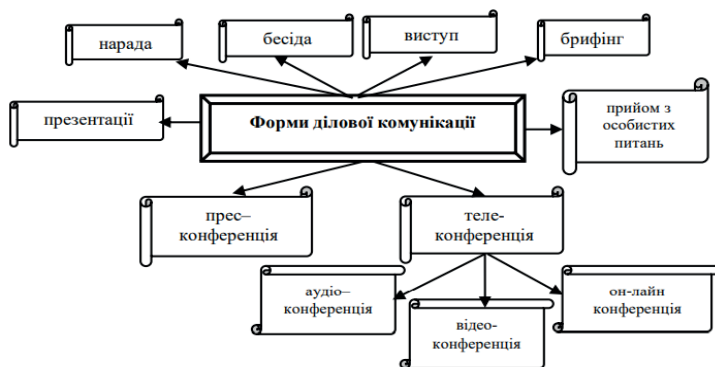 нарада
бесіда
виступ
брифінг
презентації
Форми ділової комунікації
прийом з
особистих
питань
прес–
конференція
теле-
конференція
аудіо–
конференція
відео-
конференція
он-лайн
конференція